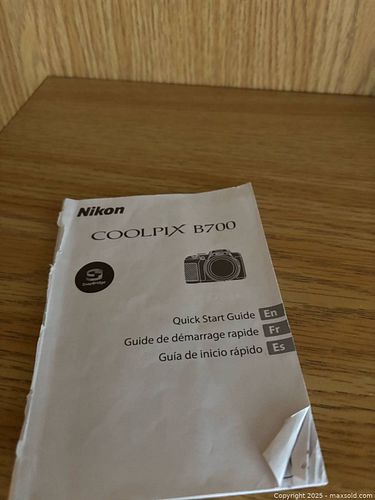 Nikon
COOLPIX B700
SnapBridge
Quick Start Guide En
Guide de démarrage rapide Fr
Guía de inicio rápido Es
Copyright 2025 - maxsold.com